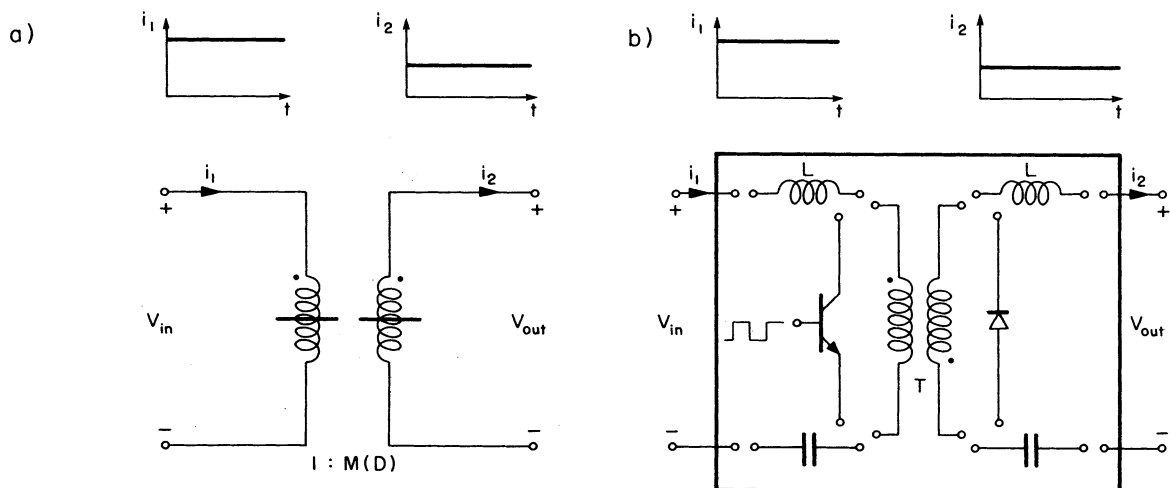 a)
i1
t
i2
t
i1
i2
+
+
Vin
Vout
−
−
1 : M(D)
b)
i1
t
i2
t
i1
L
L
i2
+
+
Vin
Vout
T
−
−